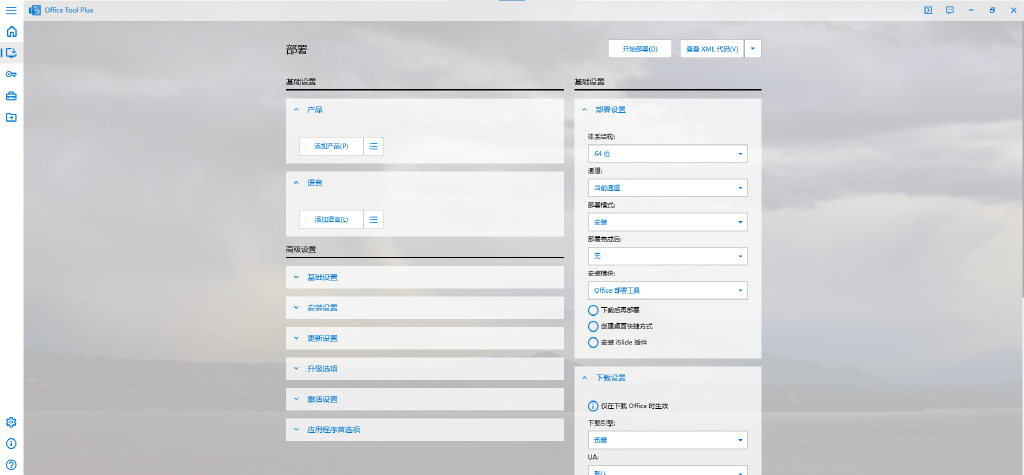 Office Tool Plus
部署
开始部署(D)
查看 XML 代码(V)
基础设置
产品
添加产品(P)
语言
添加语言(L)
高级设置
基础设置
安装设置
更新设置
升级选项
激活设置
应用程序首选项
基础设置
部署设置
体系结构:
64 位
通道:
当前通道
部署模式:
安装
部署完成后:
无
安装模块:
Office 部署工具
下载后再部署
创建桌面快捷方式
安装 iSlide 插件
下载设置
仅在下载 Office 时生效
下载引擎:
迅雷
UA:
默认